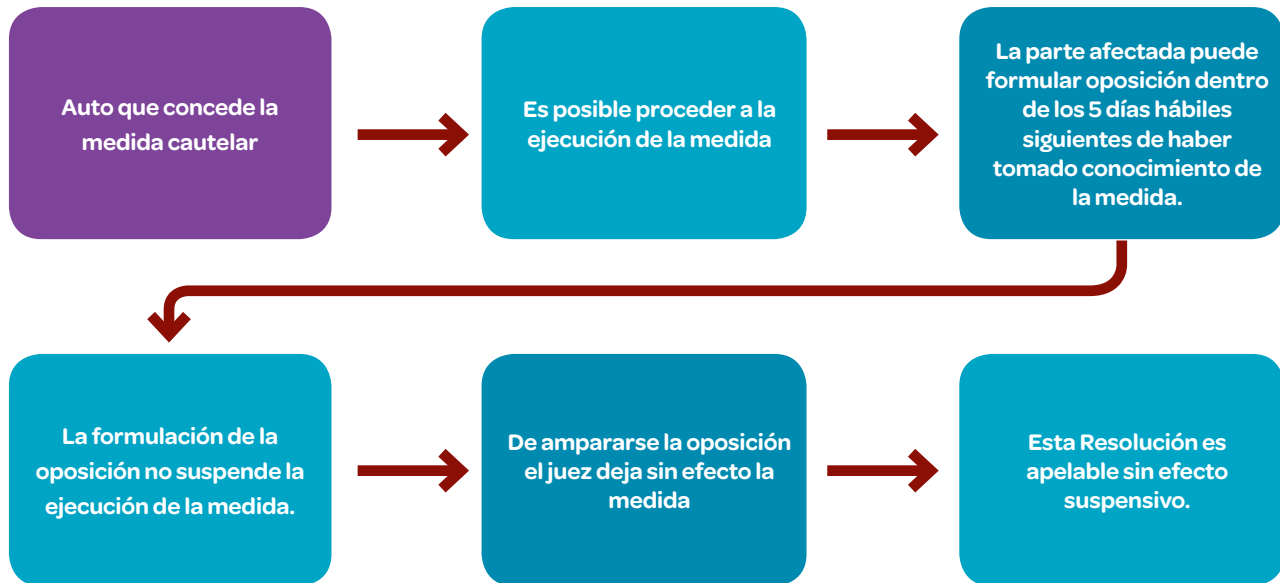 Auto que concede la
medida cautelar
Es posible proceder a la
ejecución de la medida
La parte afectada puede
formular oposición dentro
de los 5 días hábiles
siguientes de haber
tomado conocimiento de
la medida.
La formulación de la
oposición no suspende la
ejecución de la medida.
De ampararse la oposición
el juez deja sin efecto la
medida
Esta Resolución es
apelable sin efecto
suspensivo.